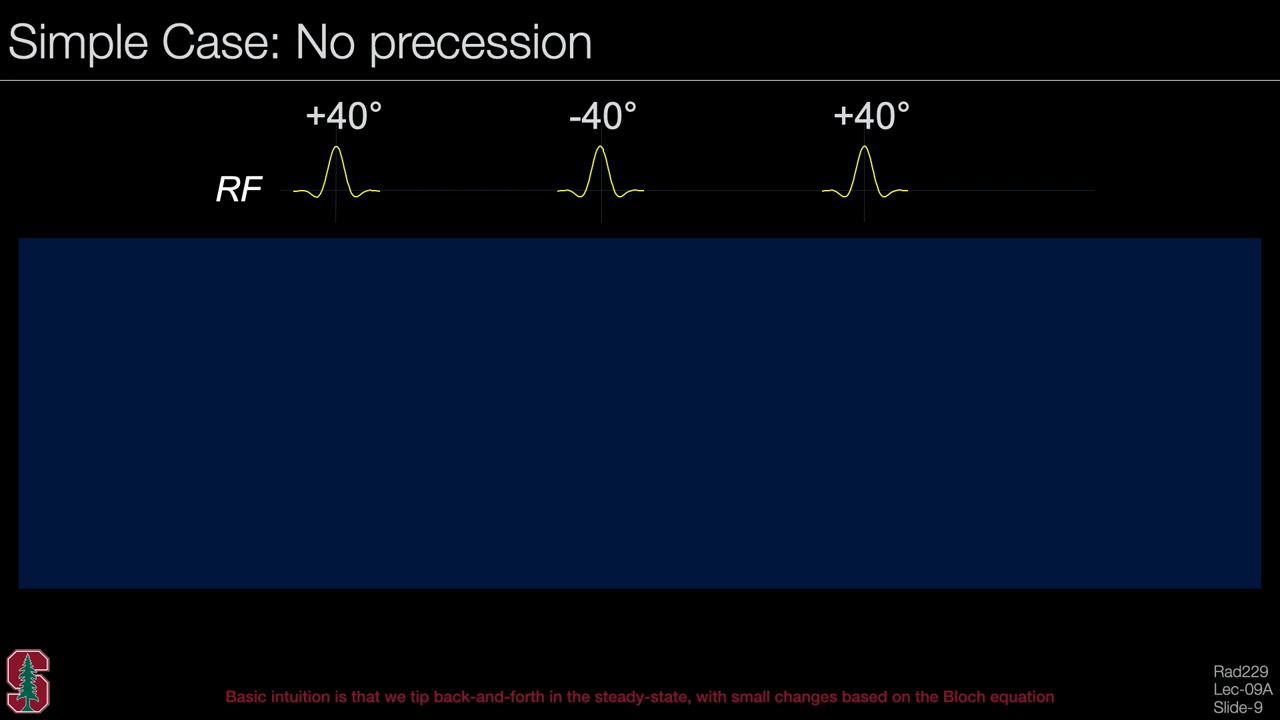 Simple Case: No precession
+40° -40° +40°
RF
Basic intuition is that we tip back-and-forth in the steady-state, with small changes based on the Bloch equation
Rad229
Lec-09A
Slide-9
S